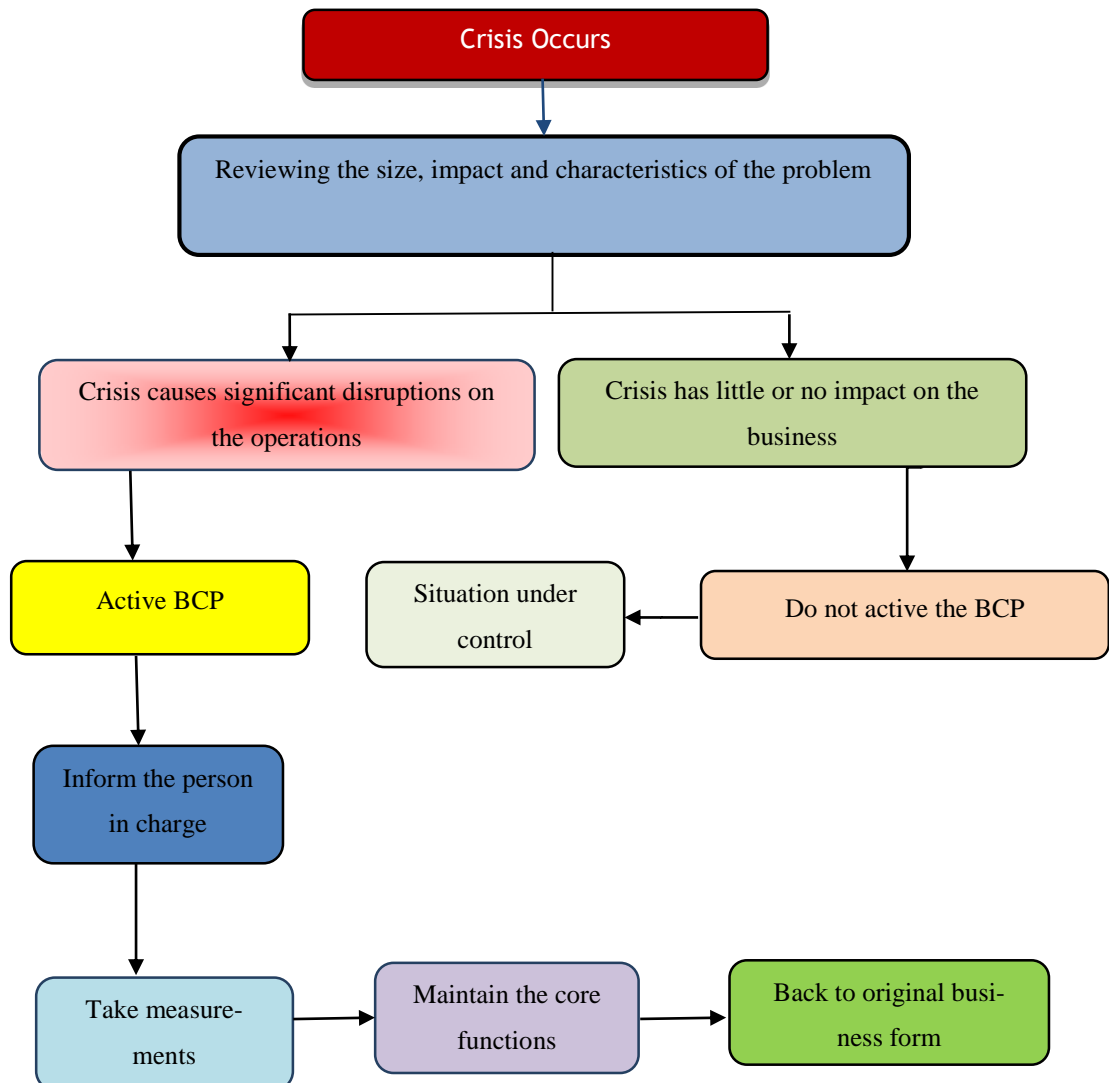 Crisis Occurs
Reviewing the size, impact and characteristics of the problem
Crisis causes significant disruptions on
the operations
Crisis has little or no impact on the
business
Active BCP
Situation under
control
Do not active the BCP
Inform the person
in charge
Take measure-
ments
Maintain the core
functions
Back to original busi-
ness form